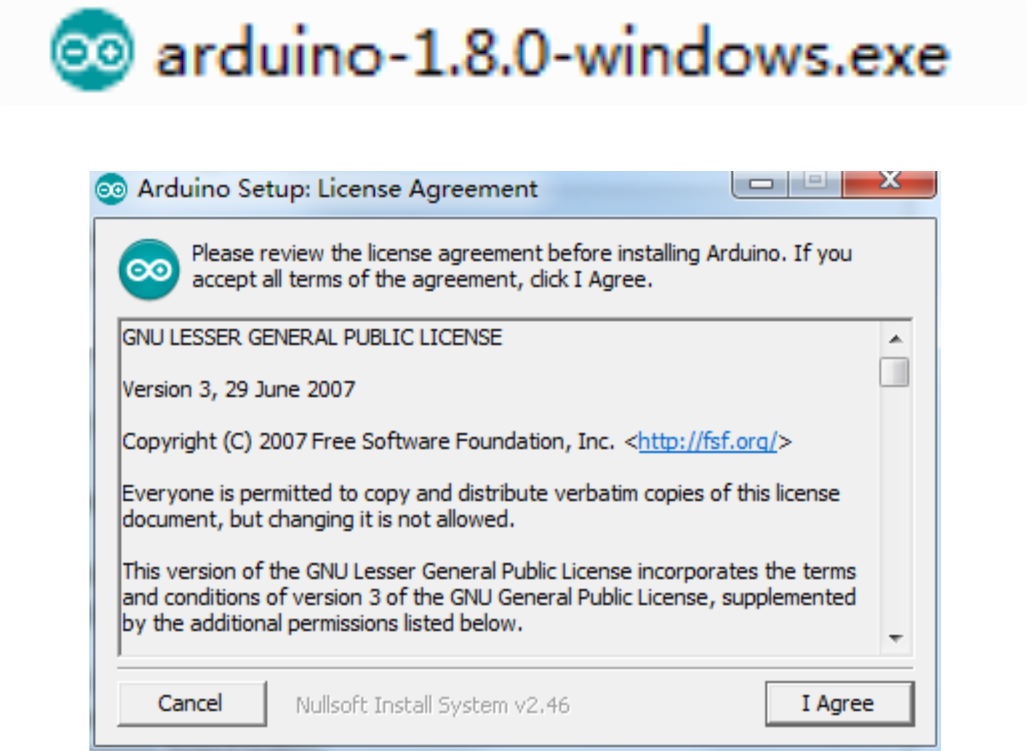 arduino-1.8.0-windows.exe
Arduino Setup: License Agreement
Please review the license agreement before installing Arduino. If you
accept all terms of the agreement, click I Agree.
GNU LESSER GENERAL PUBLIC LICENSE
Version 3, 29 June 2007
Copyright (C) 2007 Free Software Foundation, Inc. <http://fsf.org/>
Everyone is permitted to copy and distribute verbatim copies of this license
document, but changing it is not allowed.
This version of the GNU Lesser General Public License incorporates the terms
and conditions of version 3 of the GNU General Public License, supplemented
by the additional permissions listed below.
Cancel
Nullsoft Install System v2.46
I Agree